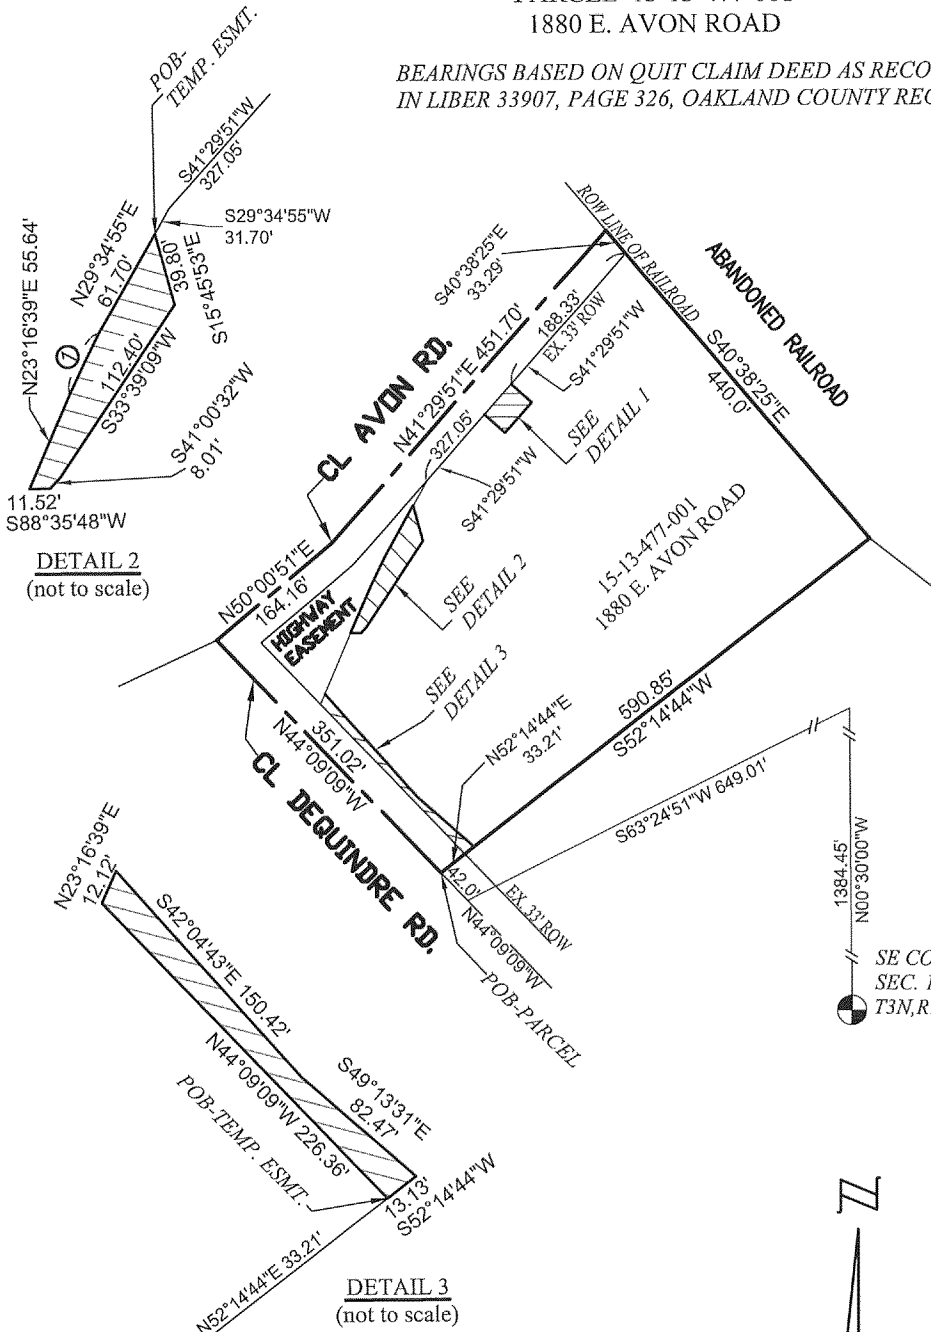 1880 E. AVON ROAD
BEARINGS BASED ON QUIT CLAIM DEED AS RECO
IN LIBER 33907, PAGE 326, OAKLAND COUNTY REC
POB-
TEMP. ESMT.
S41°29'51"W
327.05'
S29°34'55"W
31.70'
N29°34'55"E
61.70'
39.80'
S15°45'53"E
N23°16'39"E 55.64'
1
112.40'
S33°39'09"W
S41°00'32"W
8.01'
11.52'
S88°35'48"W
DETAIL 2
(not to scale)
ROW LINE OF RAILROAD
ABANDONED RAILROAD
S40°38'25"E
33.29'
S40°38'25"E
440.0'
188.33'
EX. 33' ROW
S41°29'51"W
CL AVON RD.
N41°29'51"E 451.70'
327.05'
S41°29'51"W
SEE
DETAIL 1
15-13-477-001
1880 E. AVON ROAD
N50°00'51"E
164.16'
HIGHWAY
EASEMENT
SEE
DETAIL 2
SEE
DETAIL 3
351.02'
N44°09'09"W
CL DEQUINDRE RD.
N52°14'44"E
33.21'
590.85'
S52°14'44"W
S63°24'51"W 649.01'
42.0'
EX. 33' ROW
N44°09'09"W
POB-PARCEL
1384.45'
N00°30'00"W
SE CO
SEC. 1
T3N,R
N23°16'39"E
12.12'
S42°04'43"E 150.42'
N44°09'09"W 226.36'
S49°13'31"E
82.47'
POB-TEMP. ESMT.
13.13'
S52°14'44"W
N52°14'44"E 33.21'
DETAIL 3
(not to scale)
N